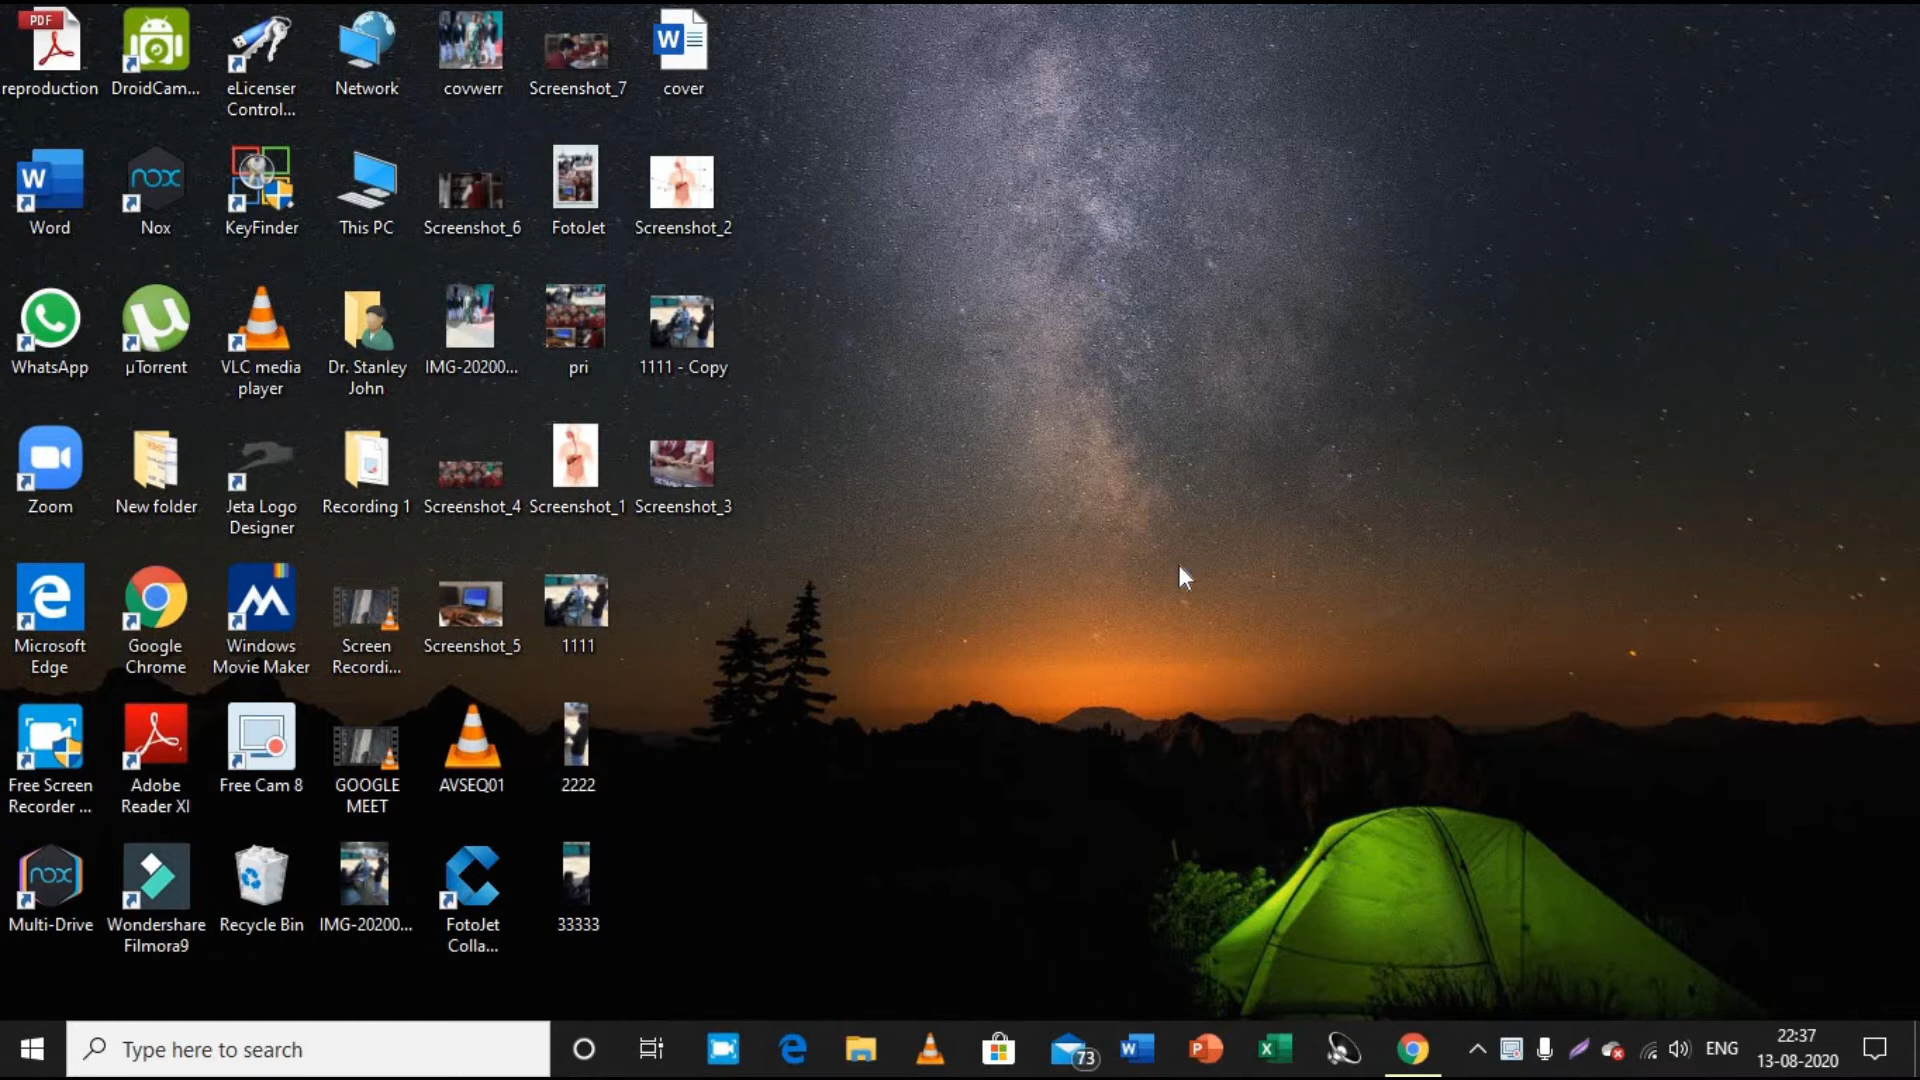 PDF
reproduction
DroidCam...
eLicenser
Control...
Network
covwerr
Screenshot_7
cover
Word
Nox
KeyFinder
This PC
Screenshot_6
FotoJet
Screenshot_2
WhatsApp
µTorrent
VLC media
player
Dr. Stanley
John
IMG-20200...
pri
1111 - Copy
Zoom
New folder
Jeta Logo
Designer
Recording 1
Screenshot_4
Screenshot_1
Screenshot_3
Microsoft
Edge
Google
Chrome
Windows
Movie Maker
Screen
Recordi...
Screenshot_5
1111
Free Screen
Recorder ...
Adobe
Reader XI
Free Cam 8
GOOGLE
MEET
AVSEQ01
2222
nox
Multi-Drive
Wondershare
Filmora9
Recycle Bin
IMG-20200...
FotoJet
Colla...
33333
Type here to search
73
ENG
22:37
13-08-2020